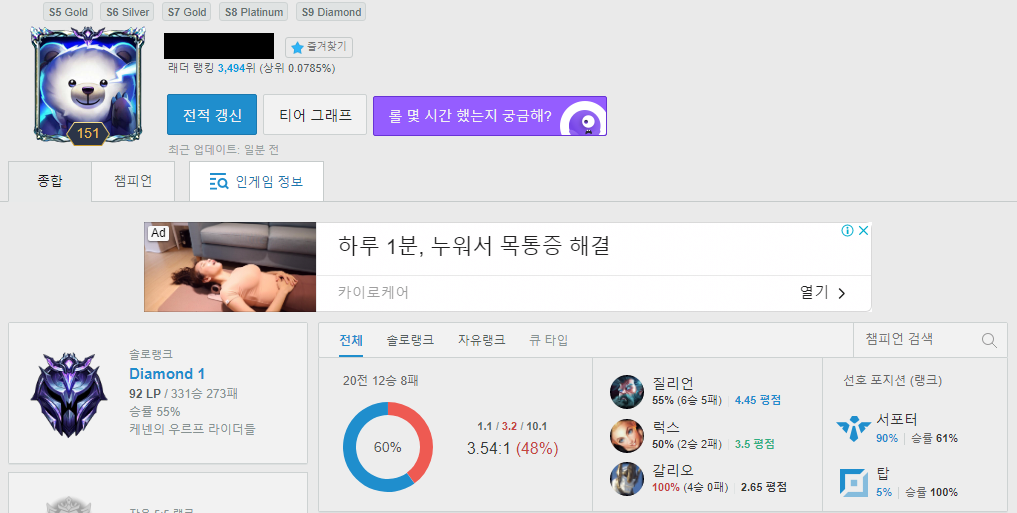 S5 Gold S6 Silver S7 Gold S8 Platinum S9 Diamond
즐겨찾기
래더 랭킹 3,494위 (상위 0.0785%)
151
전적 갱신 티어 그래프 롤 몇 시간 했는지 궁금해?
최근 업데이트: 일분 전
종합 챔피언 인게임 정보
Ad
하루 1분, 누워서 목통증 해결
카이로케어 열기
솔로랭크
Diamond 1
92 LP / 331승 273패
승률 55%
케넨의 우르프 라이더들
전체 솔로랭크 자유랭크 큐 타입 챔피언 검색
20전 12승 8패
60%
1.1 / 3.2 / 10.1
3.54:1 (48%)
질리언
55% (6승 5패) 4.45 평점
럭스
50% (2승 2패) 3.5 평점
갈리오
100% (4승 0패) 2.65 평점
선호 포지션 (랭크)
서포터
90% 승률 61%
탑
5% 승률 100%
자유 5:5 랭크